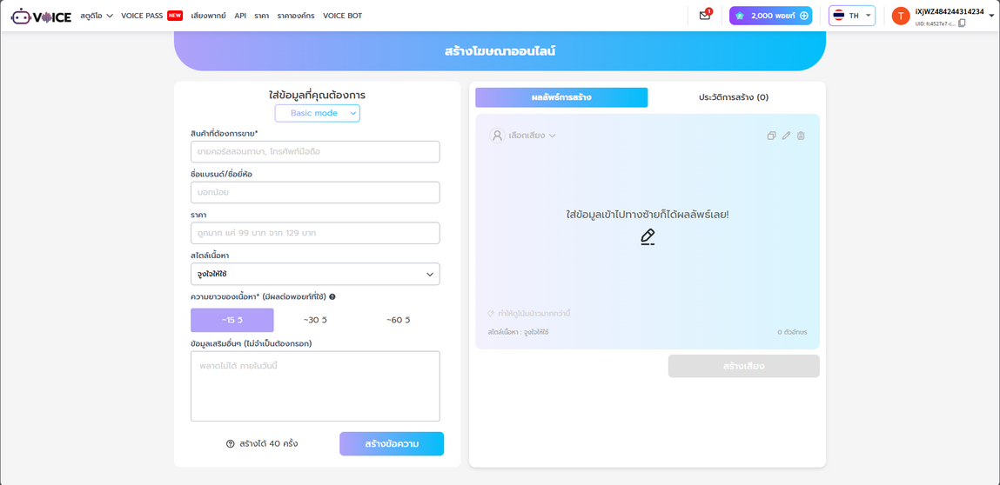 VOICE สตูดิโอ VOICE PASS NEW เสียงพากย์ API ราคา ราคาองค์กร VOICE BOT 1 2,000 พอยท์ TH T iXjWZ484244314234
UID: fc4527e7-c...
สร้างโฆษณาออนไลน์
ใส่ข้อมูลที่คุณต้องการ
Basic mode
สินค้าที่ต้องการขาย*
ขายคอร์สสอนภาษา, โทรศัพท์มือถือ
ชื่อแบรนด์/ชื่อยี่ห้อ
บอทน้อย
ราคา
ถูกมาก แค่ 99 บาท จาก 129 บาท
สไตล์เนื้อหา
จูงใจให้ใช้
ความยาวของเนื้อหา* (มีผลต่อพอยท์ที่ใช้)
~15 วิ ~30 วิ ~60 วิ
ข้อมูลเสริมอื่นๆ (ไม่จำเป็นต้องกรอก)
พลาดไม่ได้ ภายในวันนี้
สร้างได้ 40 ครั้ง สร้างข้อความ
ผลลัพธ์การสร้าง ประวัติการสร้าง (0)
เลือกเสียง
ใส่ข้อมูลเข้าไปทางซ้ายก็ได้ผลลัพธ์เลย!
ทำให้ดูโน้มน้าวมากกว่านี้
สไตล์เนื้อหา : จูงใจให้ใช้ 0 ตัวอักษร
สร้างเสียง